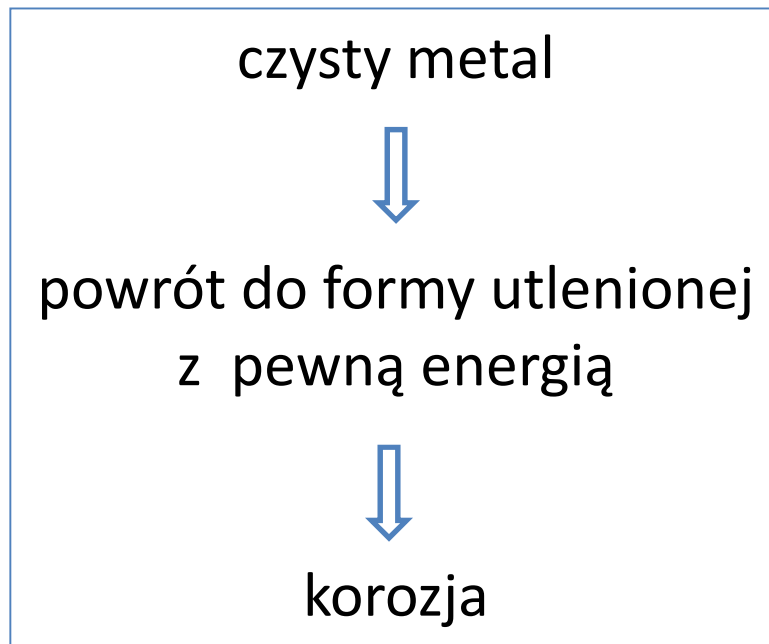 czysty metal
powrót do formy utlenionej
z pewną energią
korozja